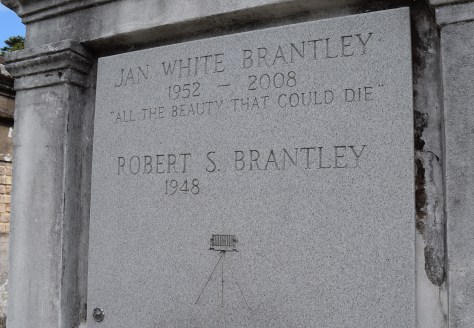 JAN WHITE BRANTLEY
1952 – 2008
"ALL THE BEAUTY THAT COULD DIE"
ROBERT S. BRANTLEY
1948